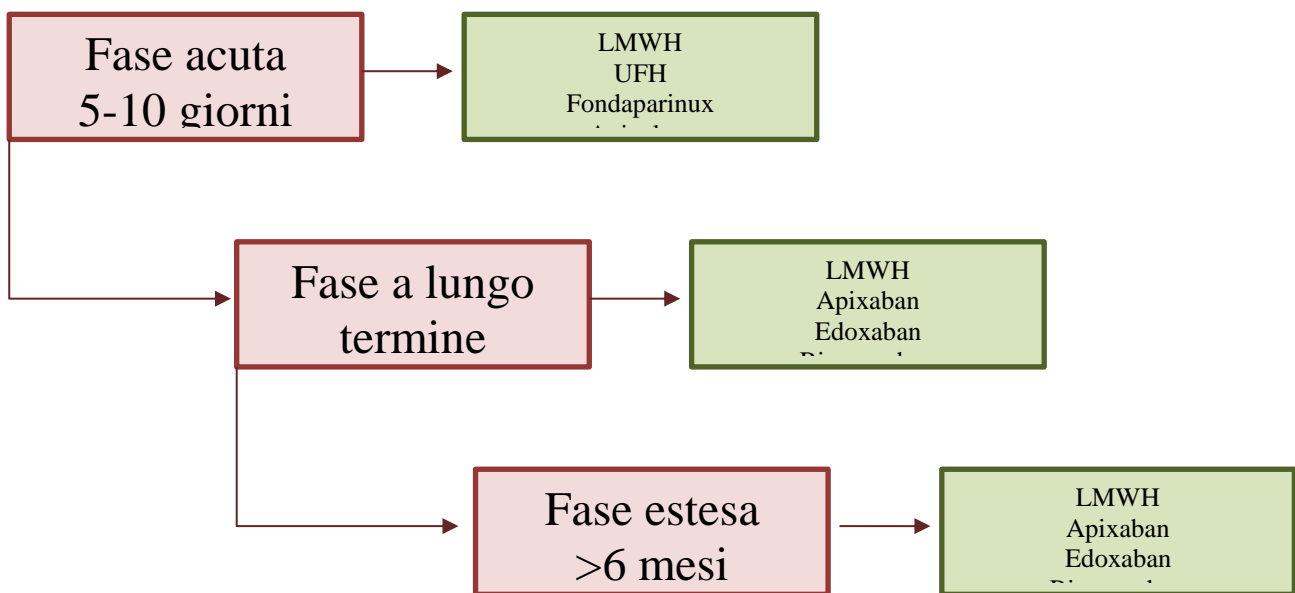 Fase acuta
5-10 giorni
LMWH
UFH
Fondaparinux
Fase a lungo
termine
LMWH
Apixaban
Edoxaban
Fase estesa
>6 mesi
LMWH
Apixaban
Edoxaban